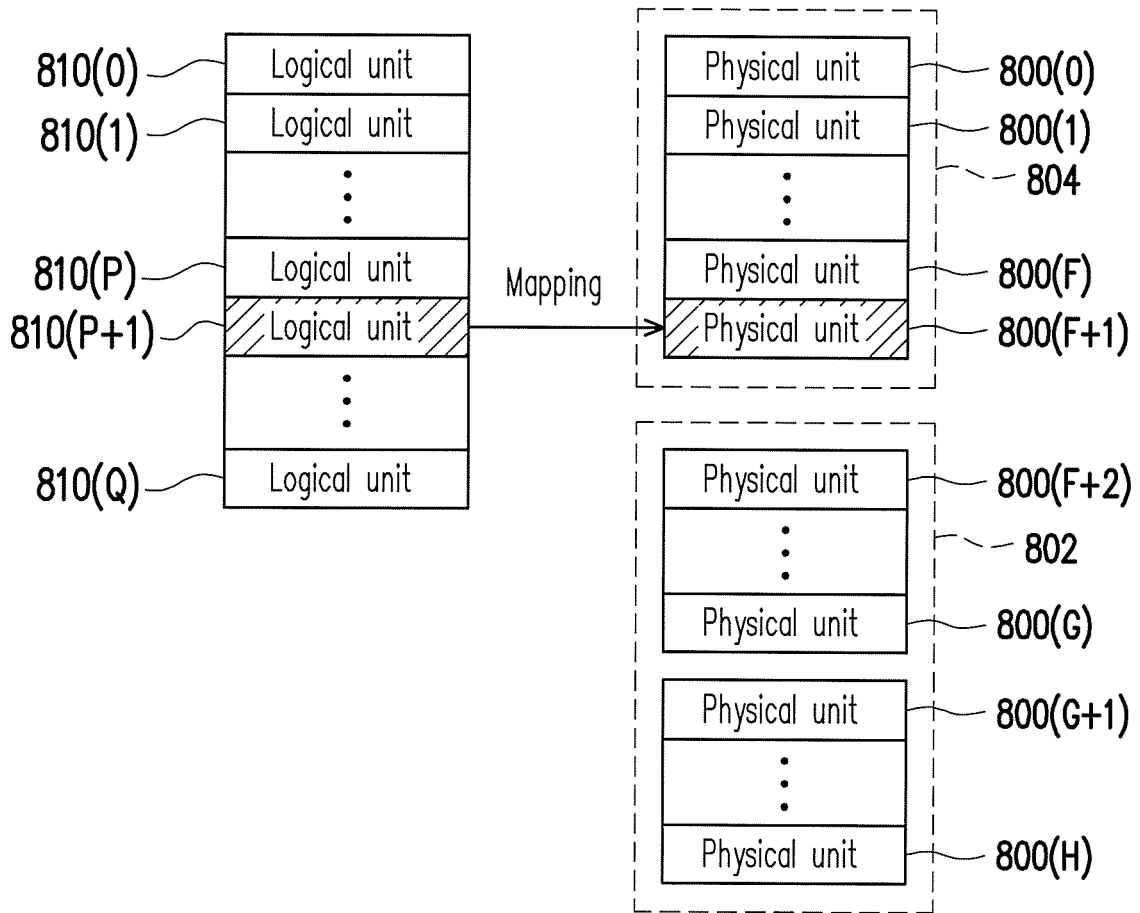 810(0) Logical unit Physical unit 800(0)
810(1) Logical unit Physical unit 800(1)
804
810(P) Logical unit Mapping Physical unit 800(F)
810(P+1) Logical unit Physical unit 800(F+1)
810(Q) Logical unit Physical unit 800(F+2)
802
Physical unit 800(G)
Physical unit 800(G+1)
Physical unit 800(H)